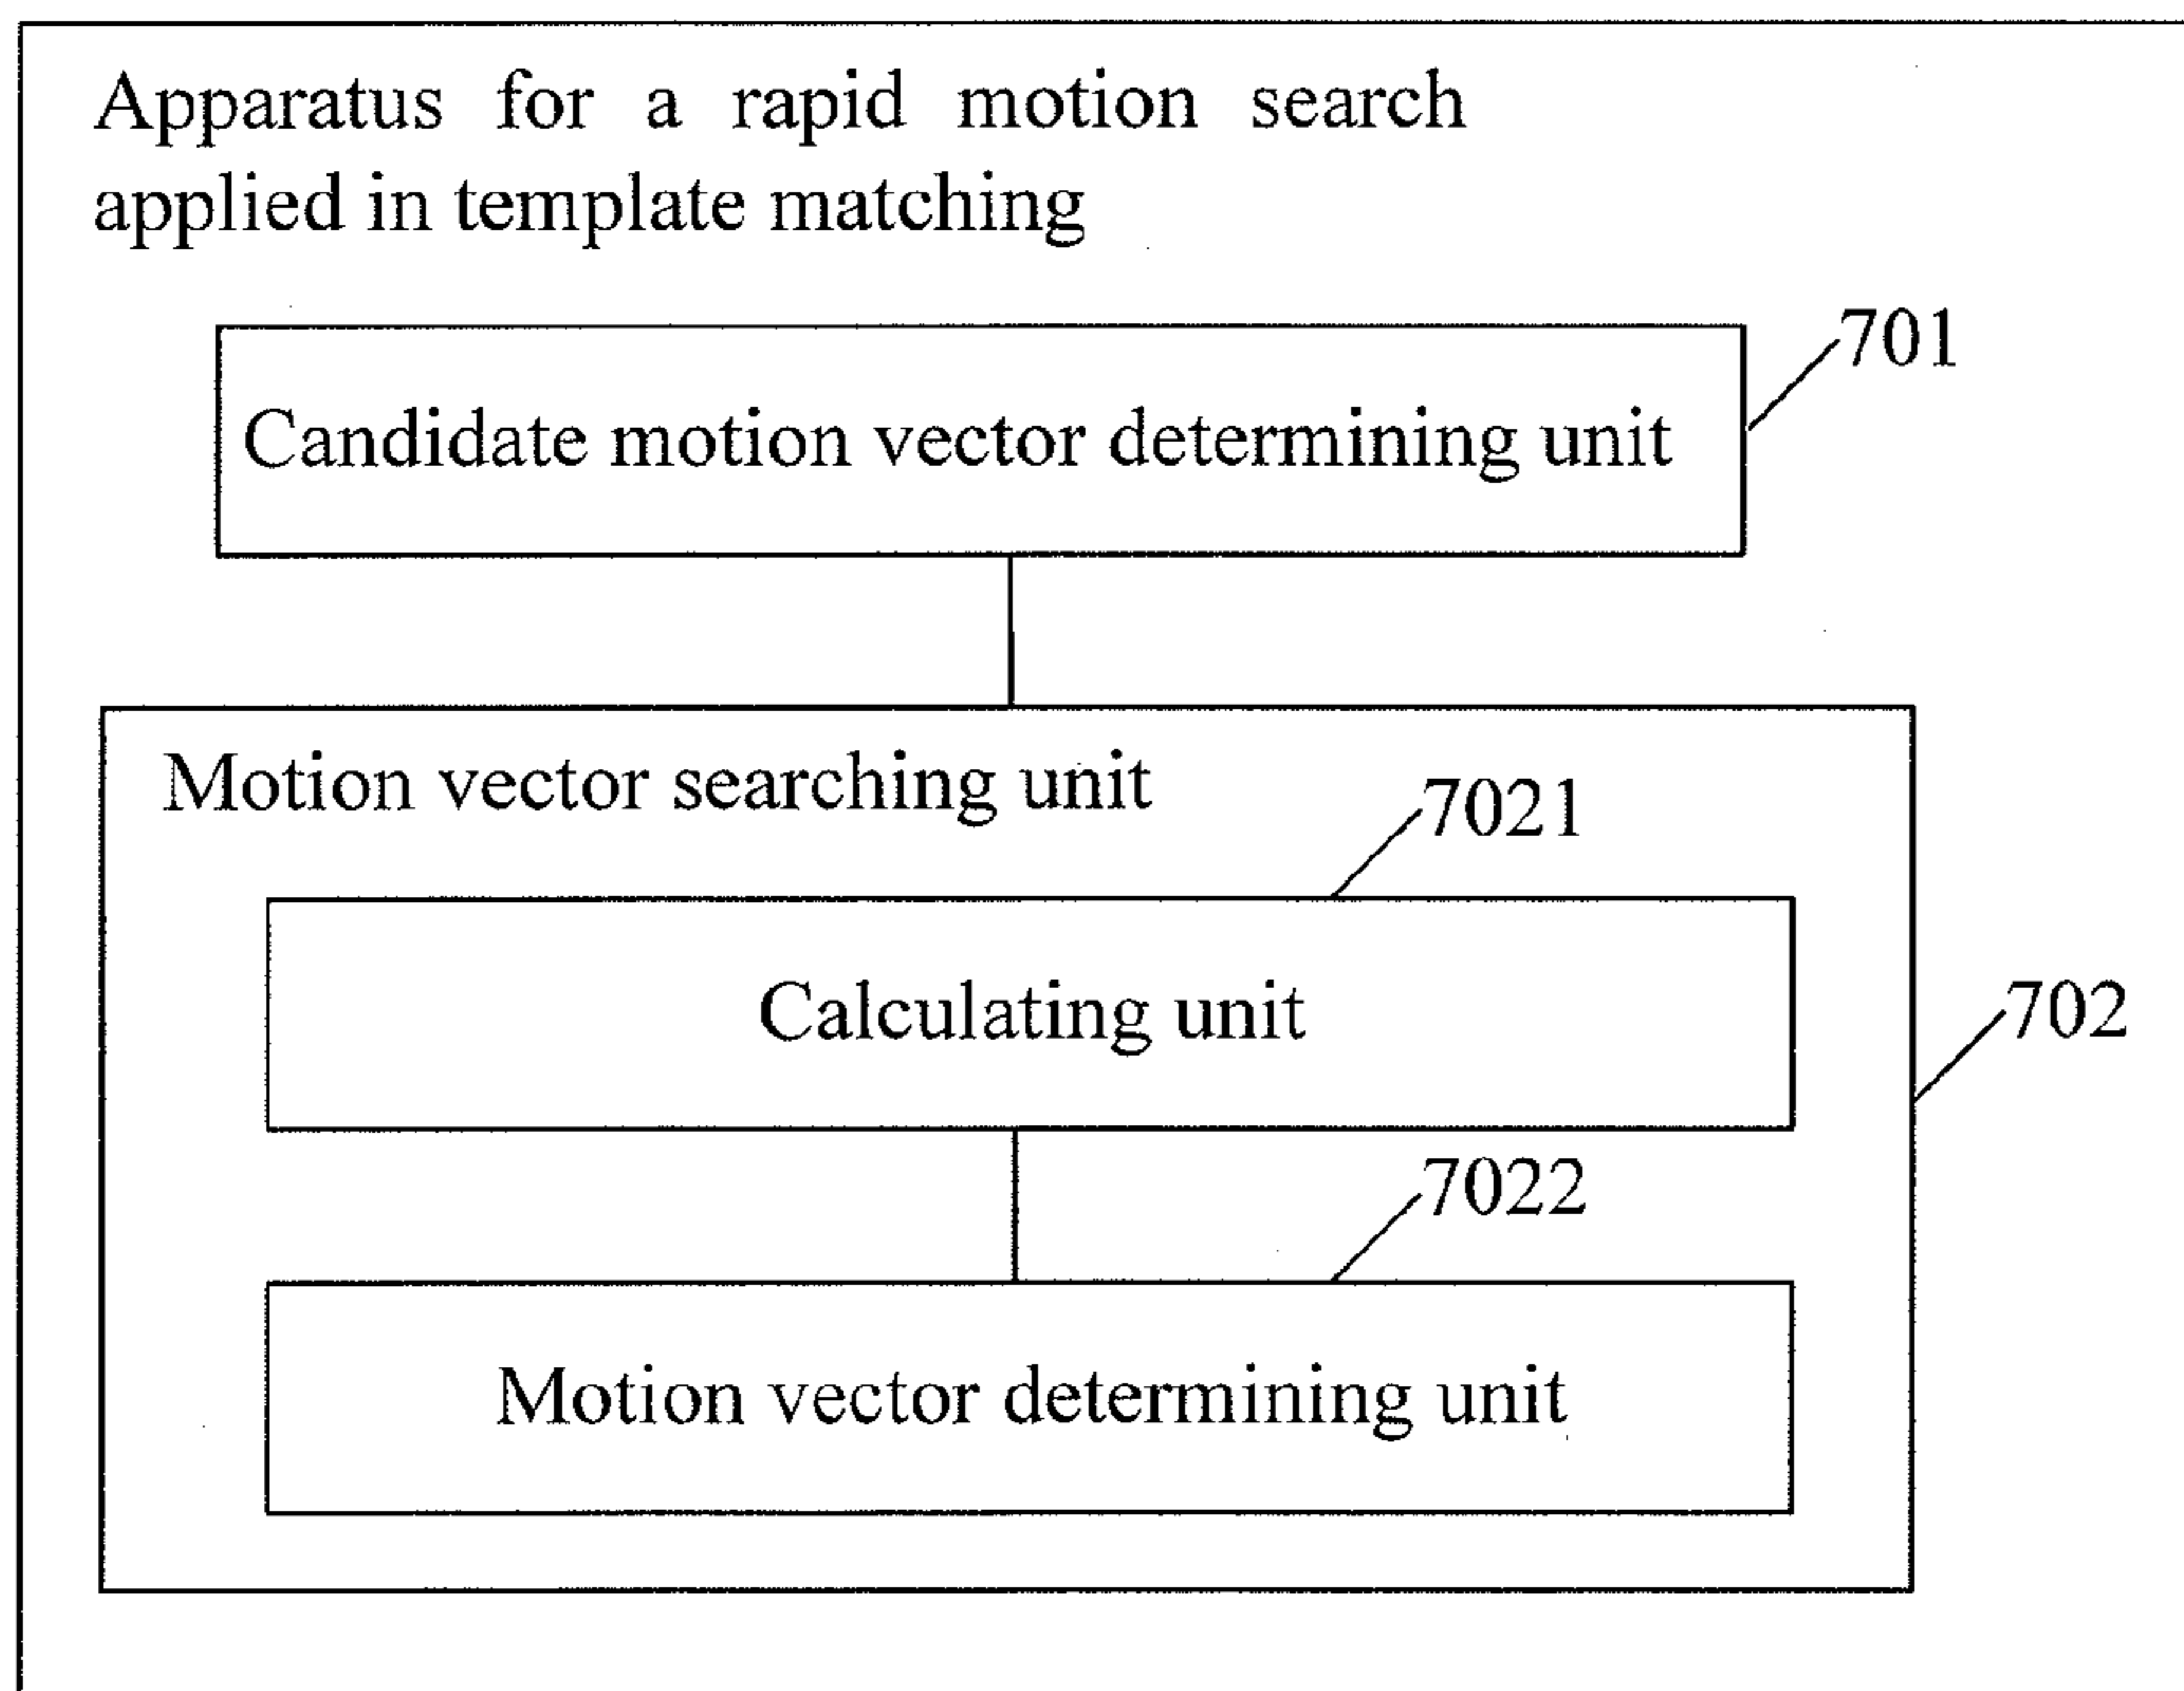 Apparatus for a rapid motion search
applied in template matching
701
Candidate motion vector determining unit
Motion vector searching unit
7021
Calculating unit
702
7022
Motion vector determining unit